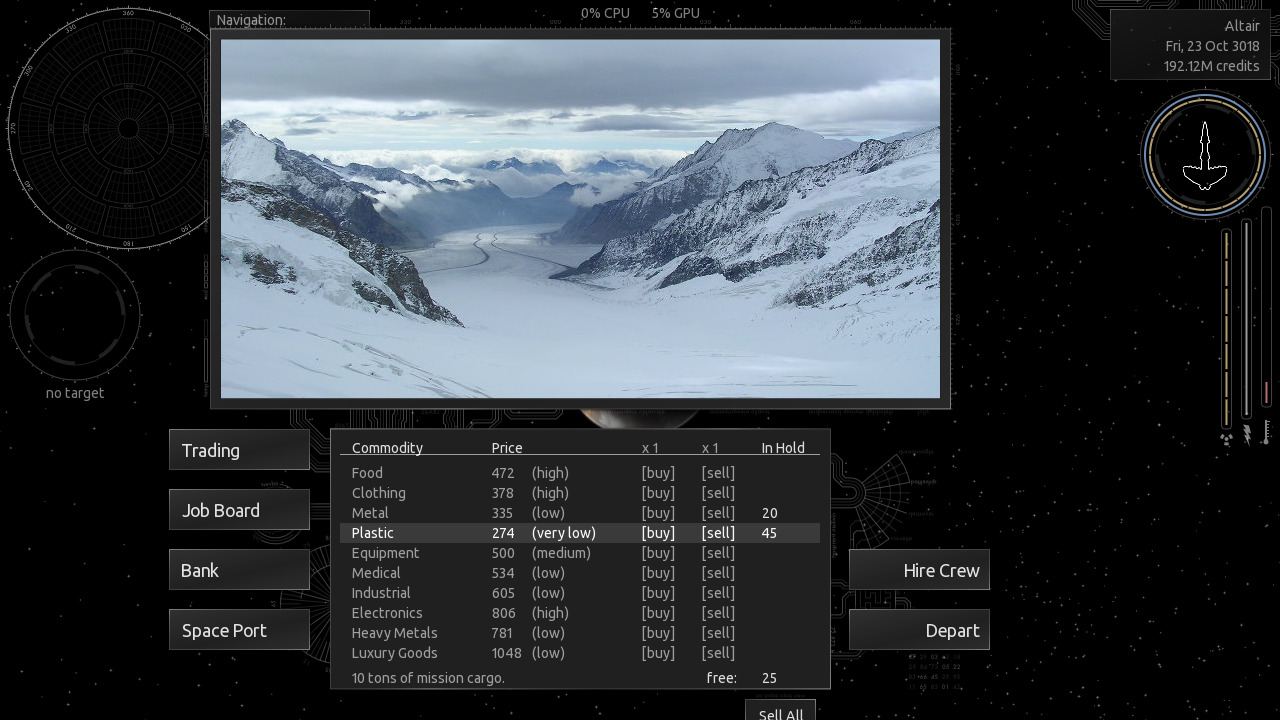 0% CPU 5% GPU
Navigation:
Altair
Fri, 23 Oct 3018
192.12M credits
no target
Trading
Job Board
Bank
Space Port
Commodity Price x 1 x 1 In Hold
Food 472 (high) [buy] [sell]
Clothing 378 (high) [buy] [sell]
Metal 335 (low) [buy] [sell] 20
Plastic 274 (very low) [buy] [sell] 45
Equipment 500 (medium) [buy] [sell]
Medical 534 (low) [buy] [sell]
Industrial 605 (low) [buy] [sell]
Electronics 806 (high) [buy] [sell]
Heavy Metals 781 (low) [buy] [sell]
Luxury Goods 1048 (low) [buy] [sell]
10 tons of mission cargo. free: 25
Hire Crew
Depart
Sell All